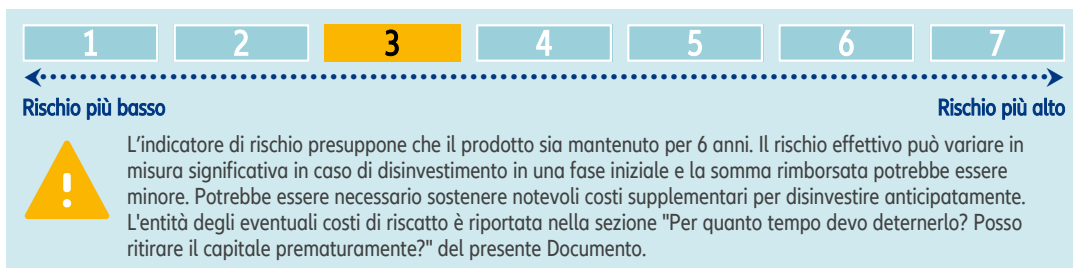 1 2 3 4 5 6 7
Rischio più basso Rischio più alto
L'indicatore di rischio presuppone che il prodotto sia mantenuto per 6 anni. Il rischio effettivo può variare in
misura significativa in caso di disinvestimento in una fase iniziale e la somma rimborsata potrebbe essere
minore. Potrebbe essere necessario sostenere notevoli costi supplementari per disinvestire anticipatamente.
L'entità degli eventuali costi di riscatto è riportata nella sezione "Per quanto tempo devo deternerlo? Posso
ritirare il capitale prematuramente?" del presente Documento.